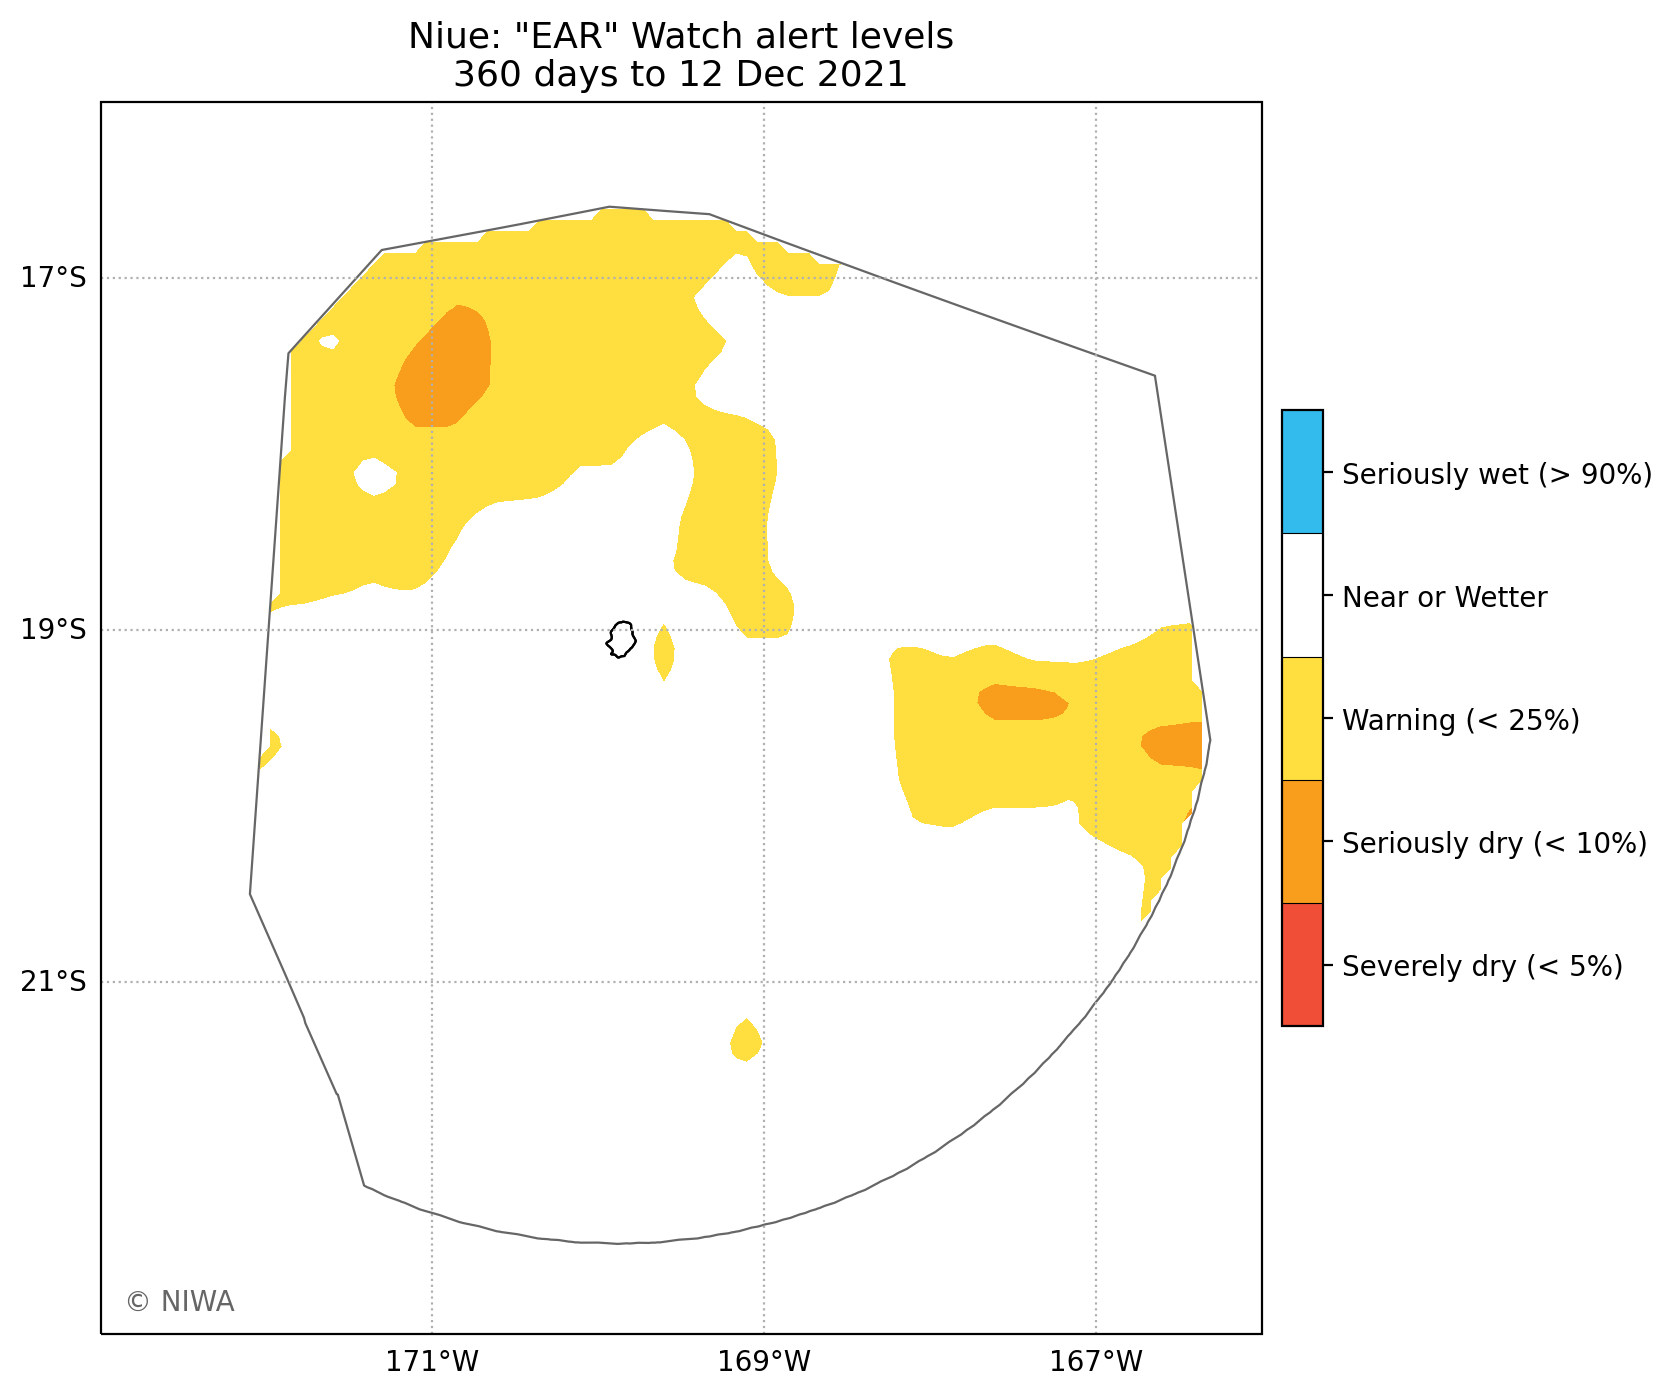 Niue: "EAR" Watch alert levels
360 days to 12 Dec 2021
17°S
19°S
21°S
171°W
169°W
167°W
Seriously wet (> 90%)
Near or Wetter
Warning (< 25%)
Seriously dry (< 10%)
Severely dry (< 5%)
© NIWA